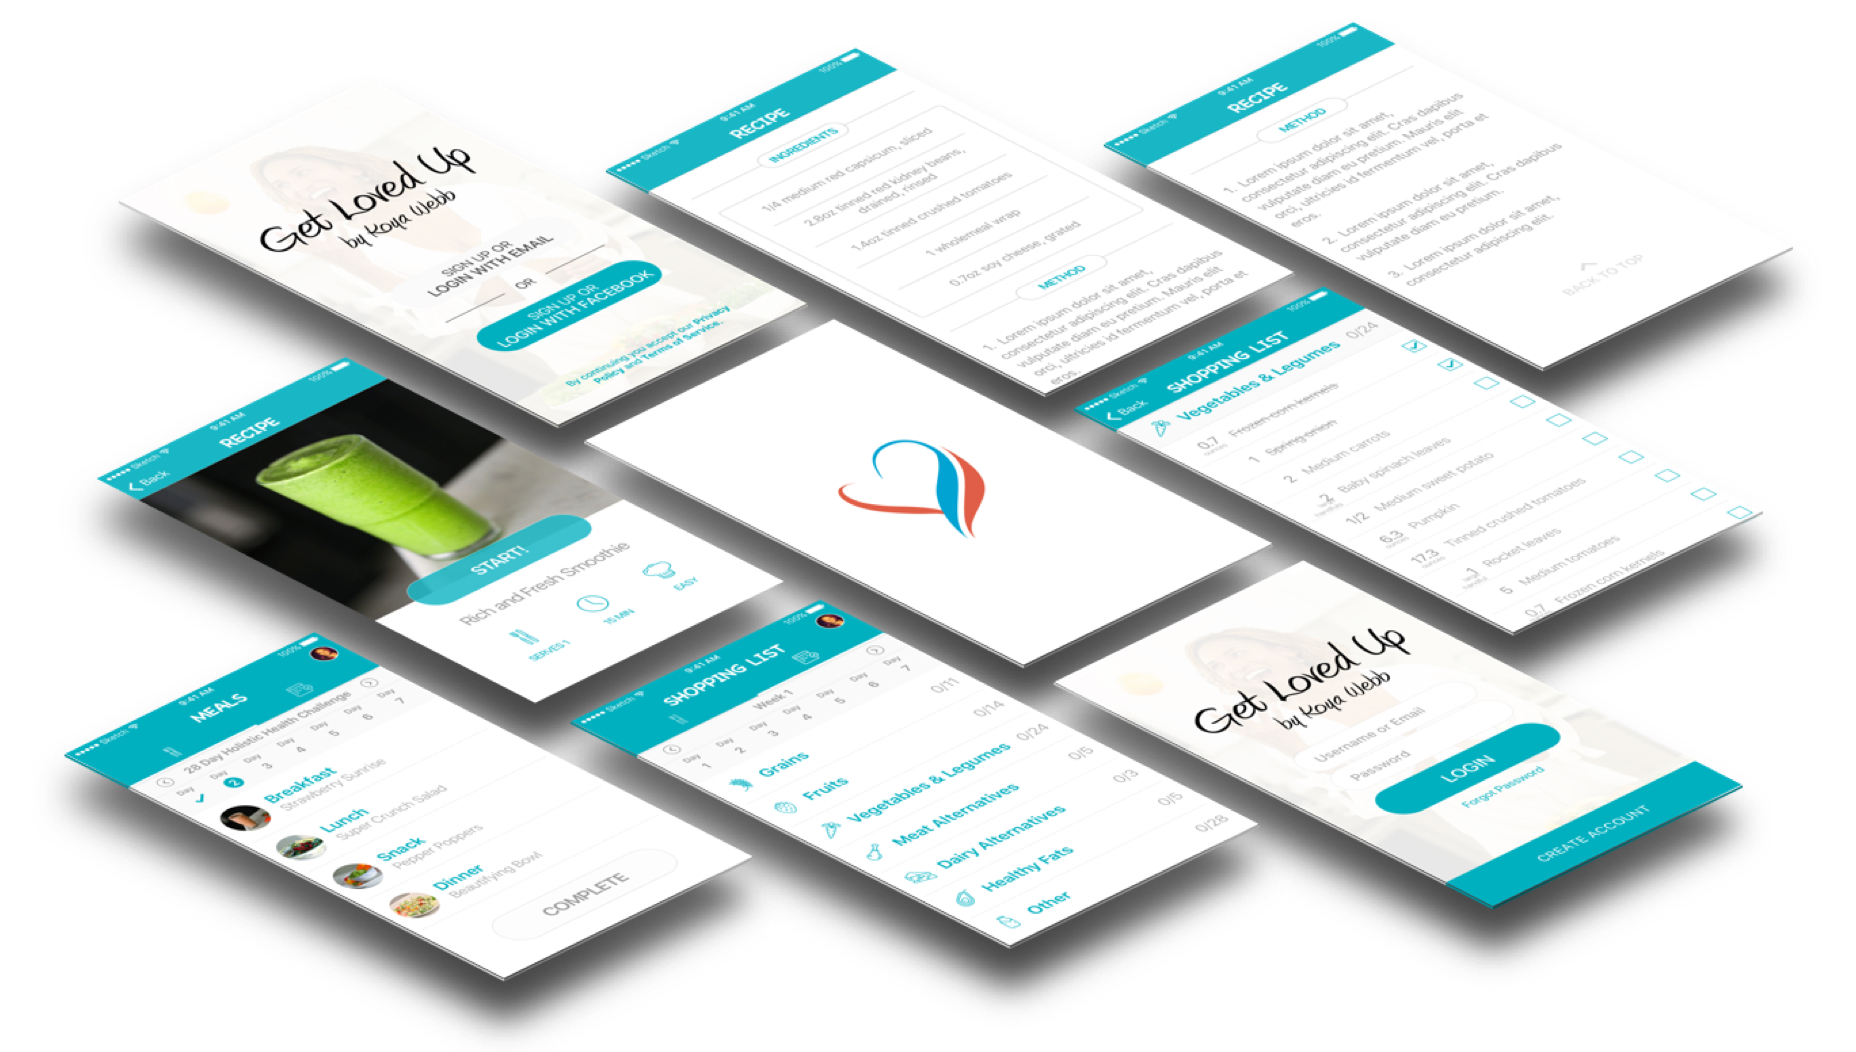 Get Loved Up
by Koya Webb
SIGN UP OR
LOGIN WITH EMAIL
OR
SIGN UP OR
LOGIN WITH FACEBOOK
By continuing you accept our Privacy
Policy and Terms of Service.
Sketch
9:41 AM
100%
RECIPE
INGREDIENTS
1/4 medium red capsicum, sliced
2.8oz tinned red kidney beans,
drained, rinsed
1.4oz tinned crushed tomatoes
1 wholemeal wrap
0.7oz soy cheese, grated
METHOD
1. Lorem ipsum dolor sit amet,
consectetur adipiscing elit. Cras dapibus
vulputate diam eu pretium. Mauris elit
orci, ultricies id fermentum vel, porta et
eros.
Sketch
9:41 AM
100%
RECIPE
METHOD
1. Lorem ipsum dolor sit amet,
consectetur adipiscing elit. Cras dapibus
vulputate diam eu pretium. Mauris elit
orci, ultricies id fermentum vel, porta et
eros.
2. Lorem ipsum dolor sit amet,
consectetur adipiscing elit. Cras dapibus
vulputate diam eu pretium.
3. Lorem ipsum dolor sit amet,
consectetur adipiscing elit.
BACK TO TOP
Sketch
9:41 AM
100%
Back
RECIPE
START!
Rich and Fresh Smoothie
SERVES 1
15 MIN
EASY
Sketch
9:41 AM
100%
Back
SHOPPING LIST
Vegetables & Legumes 0/24
0.7 Frozen corn kernels
ounces
1 Spring onion
2 Medium carrots
2 Baby spinach leaves
handfuls
1/2 Medium sweet potato
6.3 Pumpkin
ounces
17.3 Tinned crushed tomatoes
ounces
1 Rocket leaves
handful
5 Medium tomatoes
0.7 Frozen corn kernels
Sketch
9:41 AM
100%
MEALS
28 Day Holistic Health Challenge
Day
Day 2
Day 3
Day 4
Day 5
Day 6
Day 7
Breakfast
Strawberry Sunrise
Lunch
Super Crunch Salad
Snack
Pepper Poppers
Dinner
Beautifying Bowl
COMPLETE
Sketch
9:41 AM
100%
SHOPPING LIST
Week 1
Day 1
Day 2
Day 3
Day 4
Day 5
Day 6
Day 7
Grains 0/11
Fruits 0/14
Vegetables & Legumes 0/24
Meat Alternatives 0/5
Dairy Alternatives 0/3
Healthy Fats 0/5
Other 0/28
Get Loved Up
by Koya Webb
Username or Email
Password
LOGIN
Forgot Password
CREATE ACCOUNT